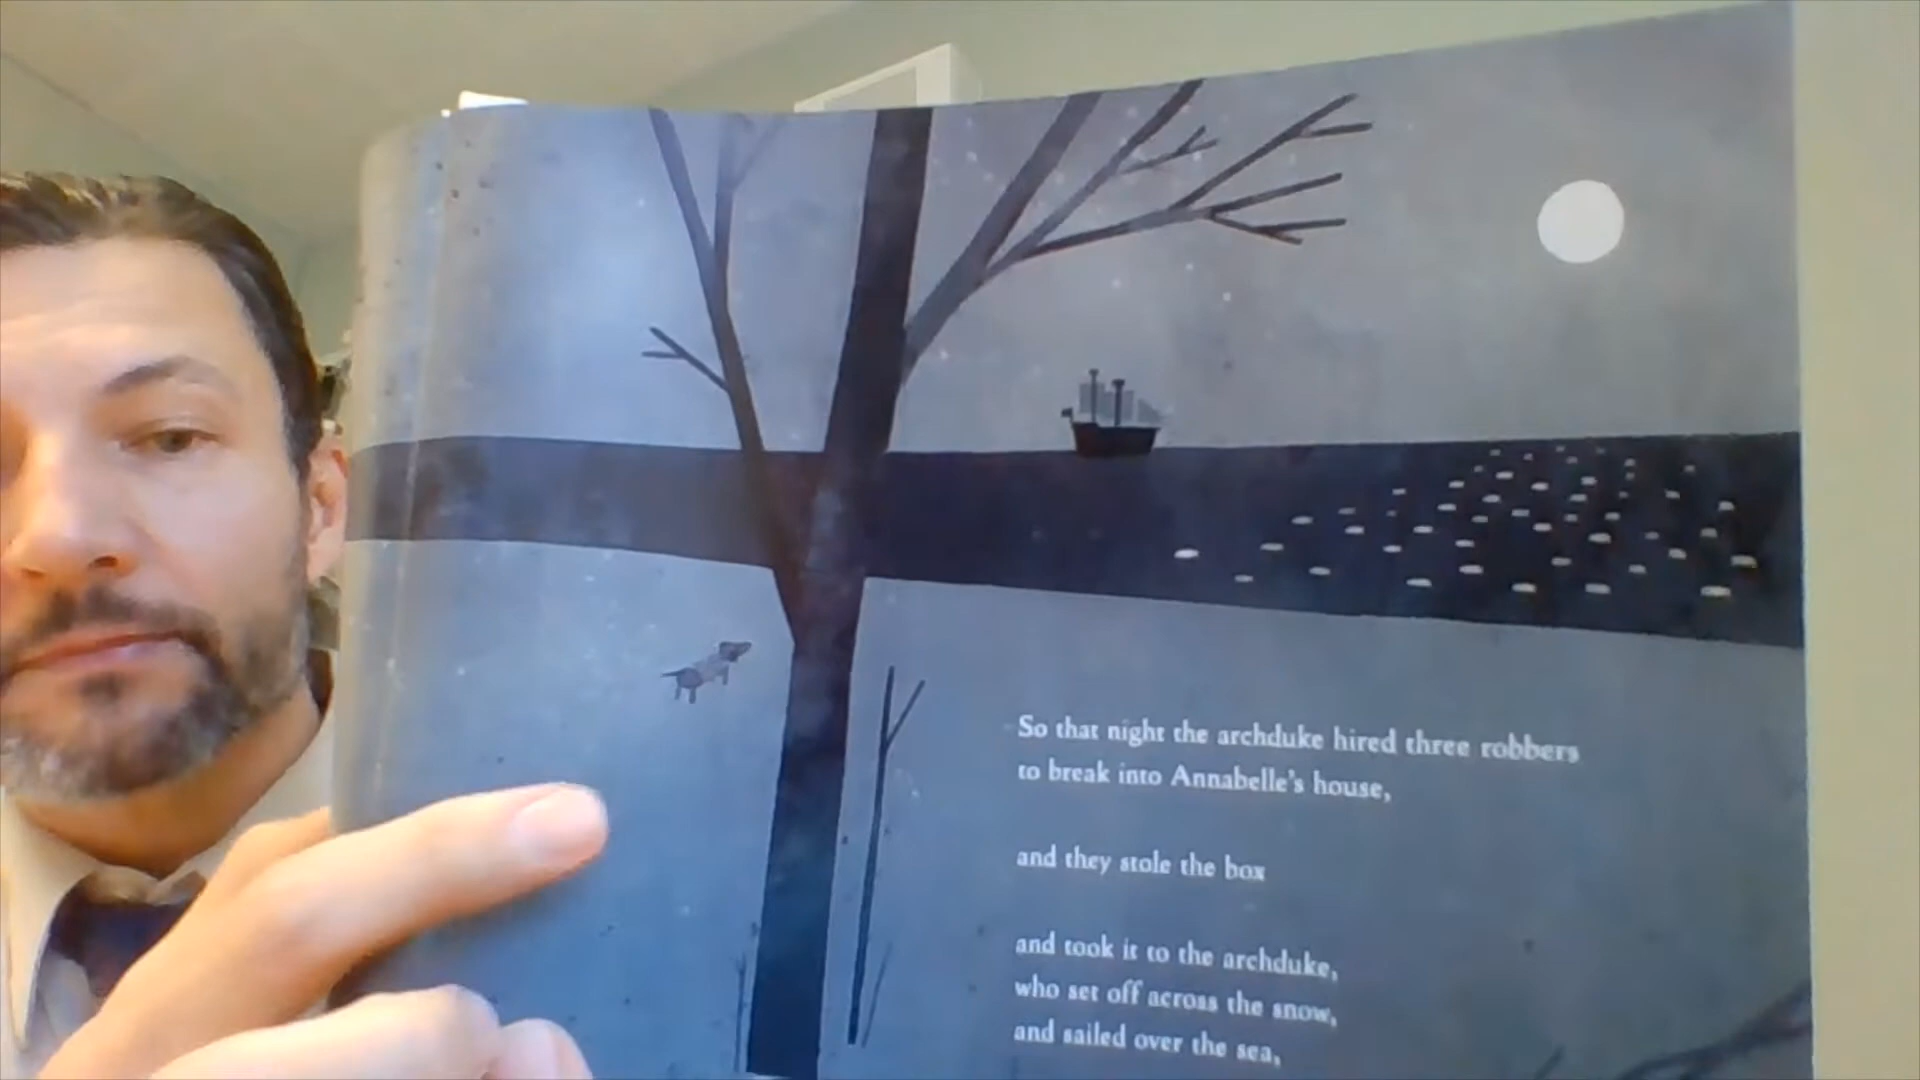 So that night the archduke hired three robbers
to break into Annabelle's house,
and they stole the box
and took it to the archduke,
who set off across the snow,
and sailed over the sea,